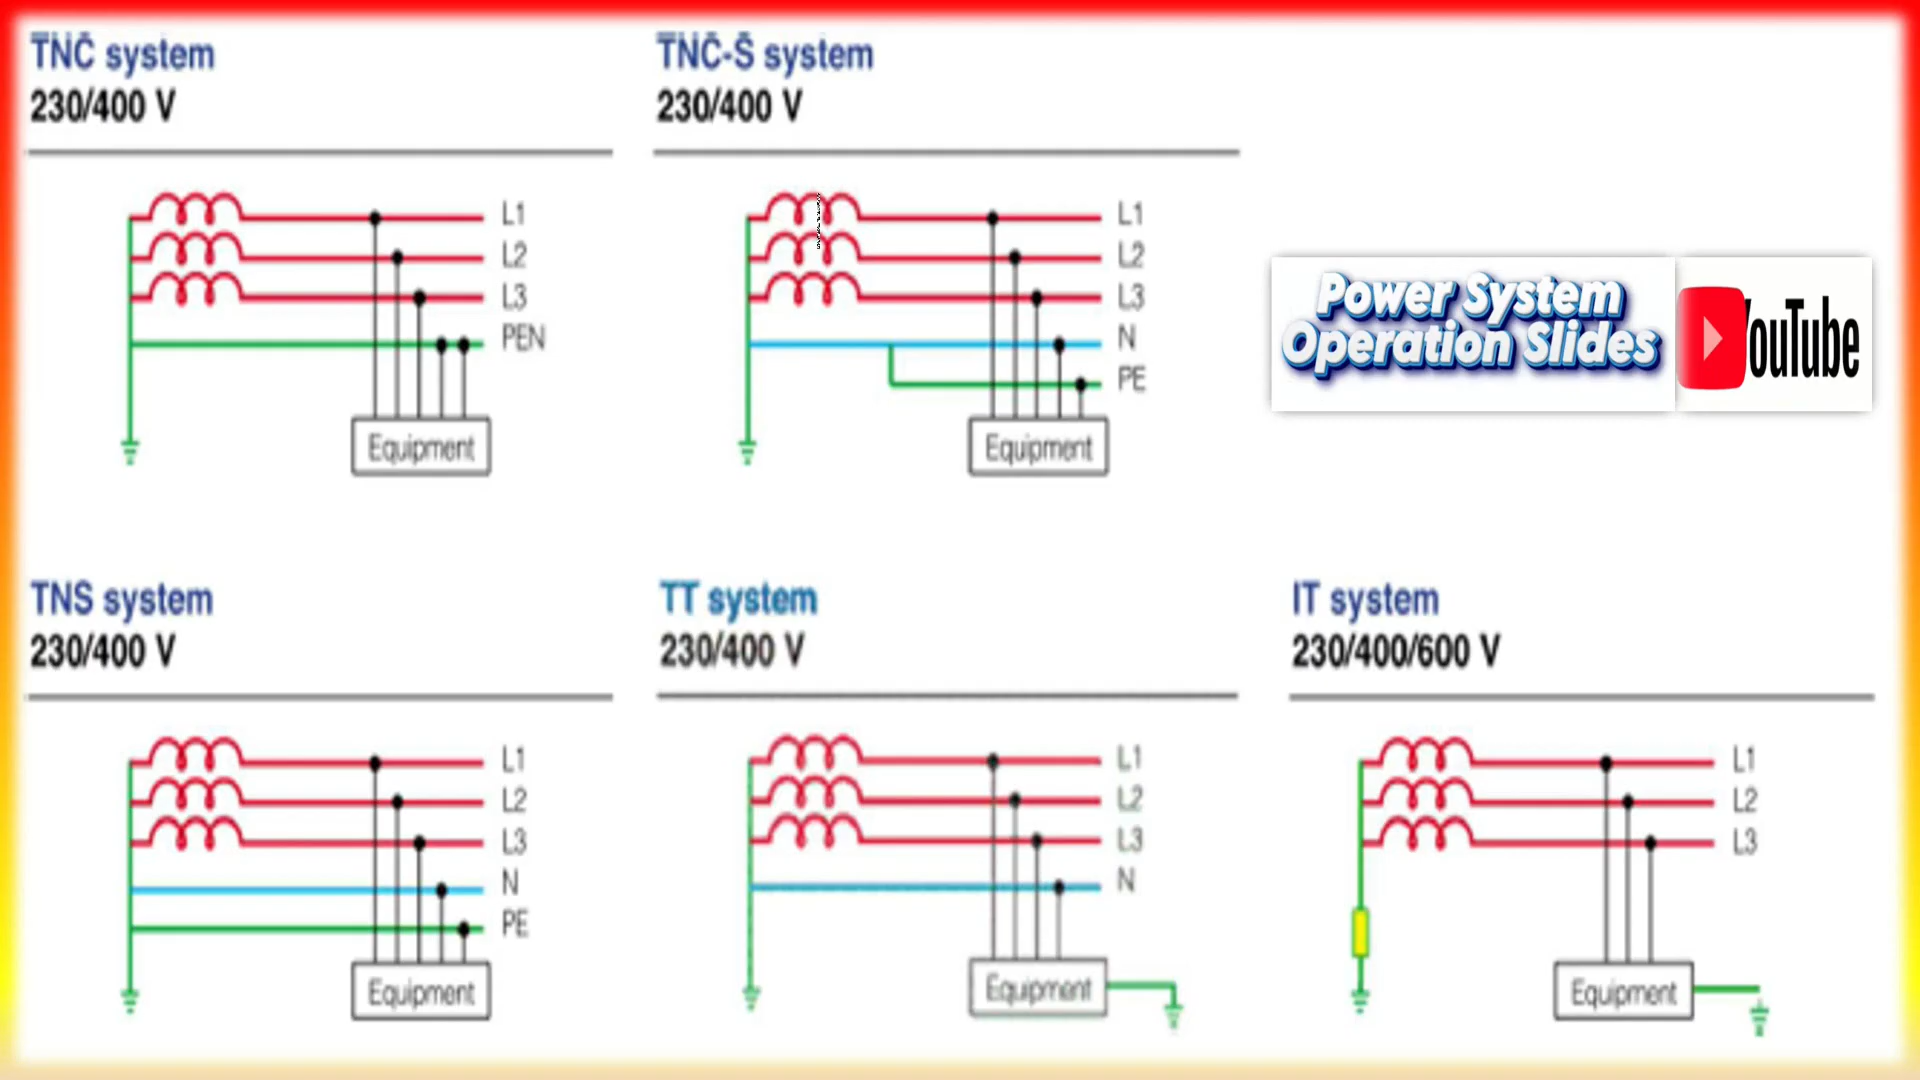 TNC system
230/400 V
L1
L2
L3
PEN
Equipment
TNC-S system
230/400 V
L1
L2
L3
N
PE
Equipment
Power System
Operation Slides
YouTube
TNS system
230/400 V
L1
L2
L3
N
PE
Equipment
TT system
230/400 V
L1
L2
L3
N
Equipment
IT system
230/400/600 V
L1
L2
L3
Equipment